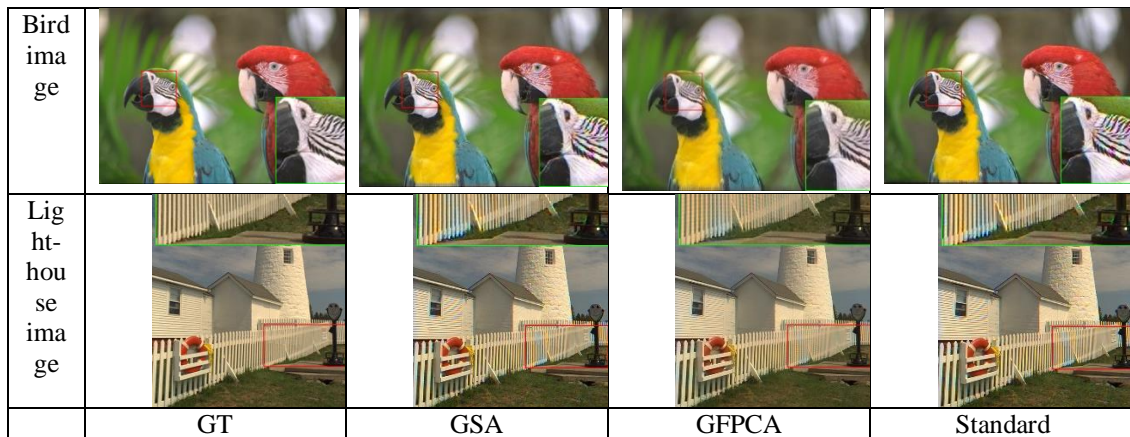 Bird
ima
ge
Lig
ht-
hou
se
ima
ge
GT
GSA
GFPCA
Standard